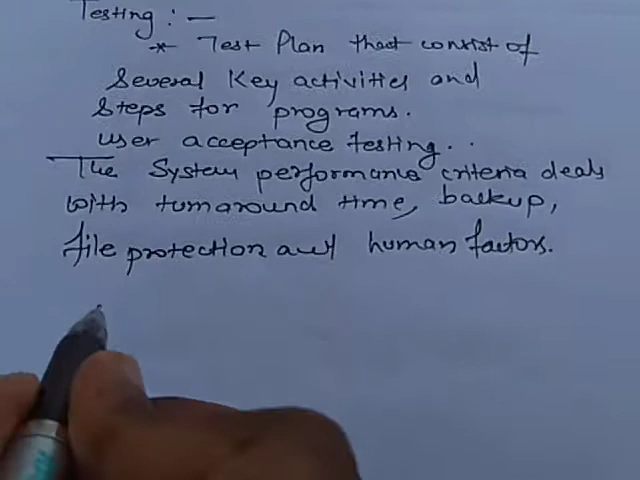 Testing : —
* Test Plan that consist of
Several Key activities and
Steps for programs.
user acceptance testing..
The System performance criteria deals
with turnaround time, backup,
file protection and human factors.